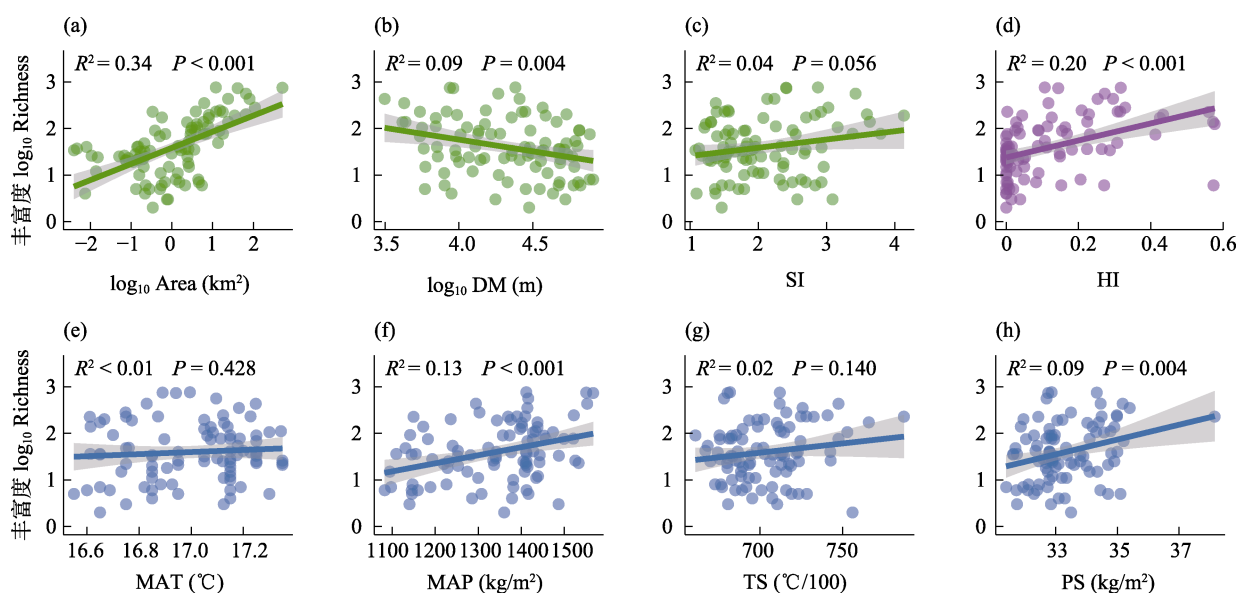 (a) (b) (c) (d)
R² = 0.34 P < 0.001 R² = 0.09 P = 0.004 R² = 0.04 P = 0.056 R² = 0.20 P < 0.001
丰富度 log₁₀ Richness
3 3 3 3
2 2 2 2
1 1 1 1
0 0 0 0
−2 −1 0 1 2 3.5 4.0 4.5 1 2 3 4 0 0.2 0.4 0.6
log₁₀ Area (km²) log₁₀ DM (m) SI HI
(e) (f) (g) (h)
R² < 0.01 P = 0.428 R² = 0.13 P < 0.001 R² = 0.02 P = 0.140 R² = 0.09 P = 0.004
丰富度 log₁₀ Richness
3 3 3 3
2 2 2 2
1 1 1 1
0 0 0 0
16.6 16.8 17.0 17.2 1100 1200 1300 1400 1500 700 750 33 35 37
MAT (℃) MAP (kg/m²) TS (℃/100) PS (kg/m²)